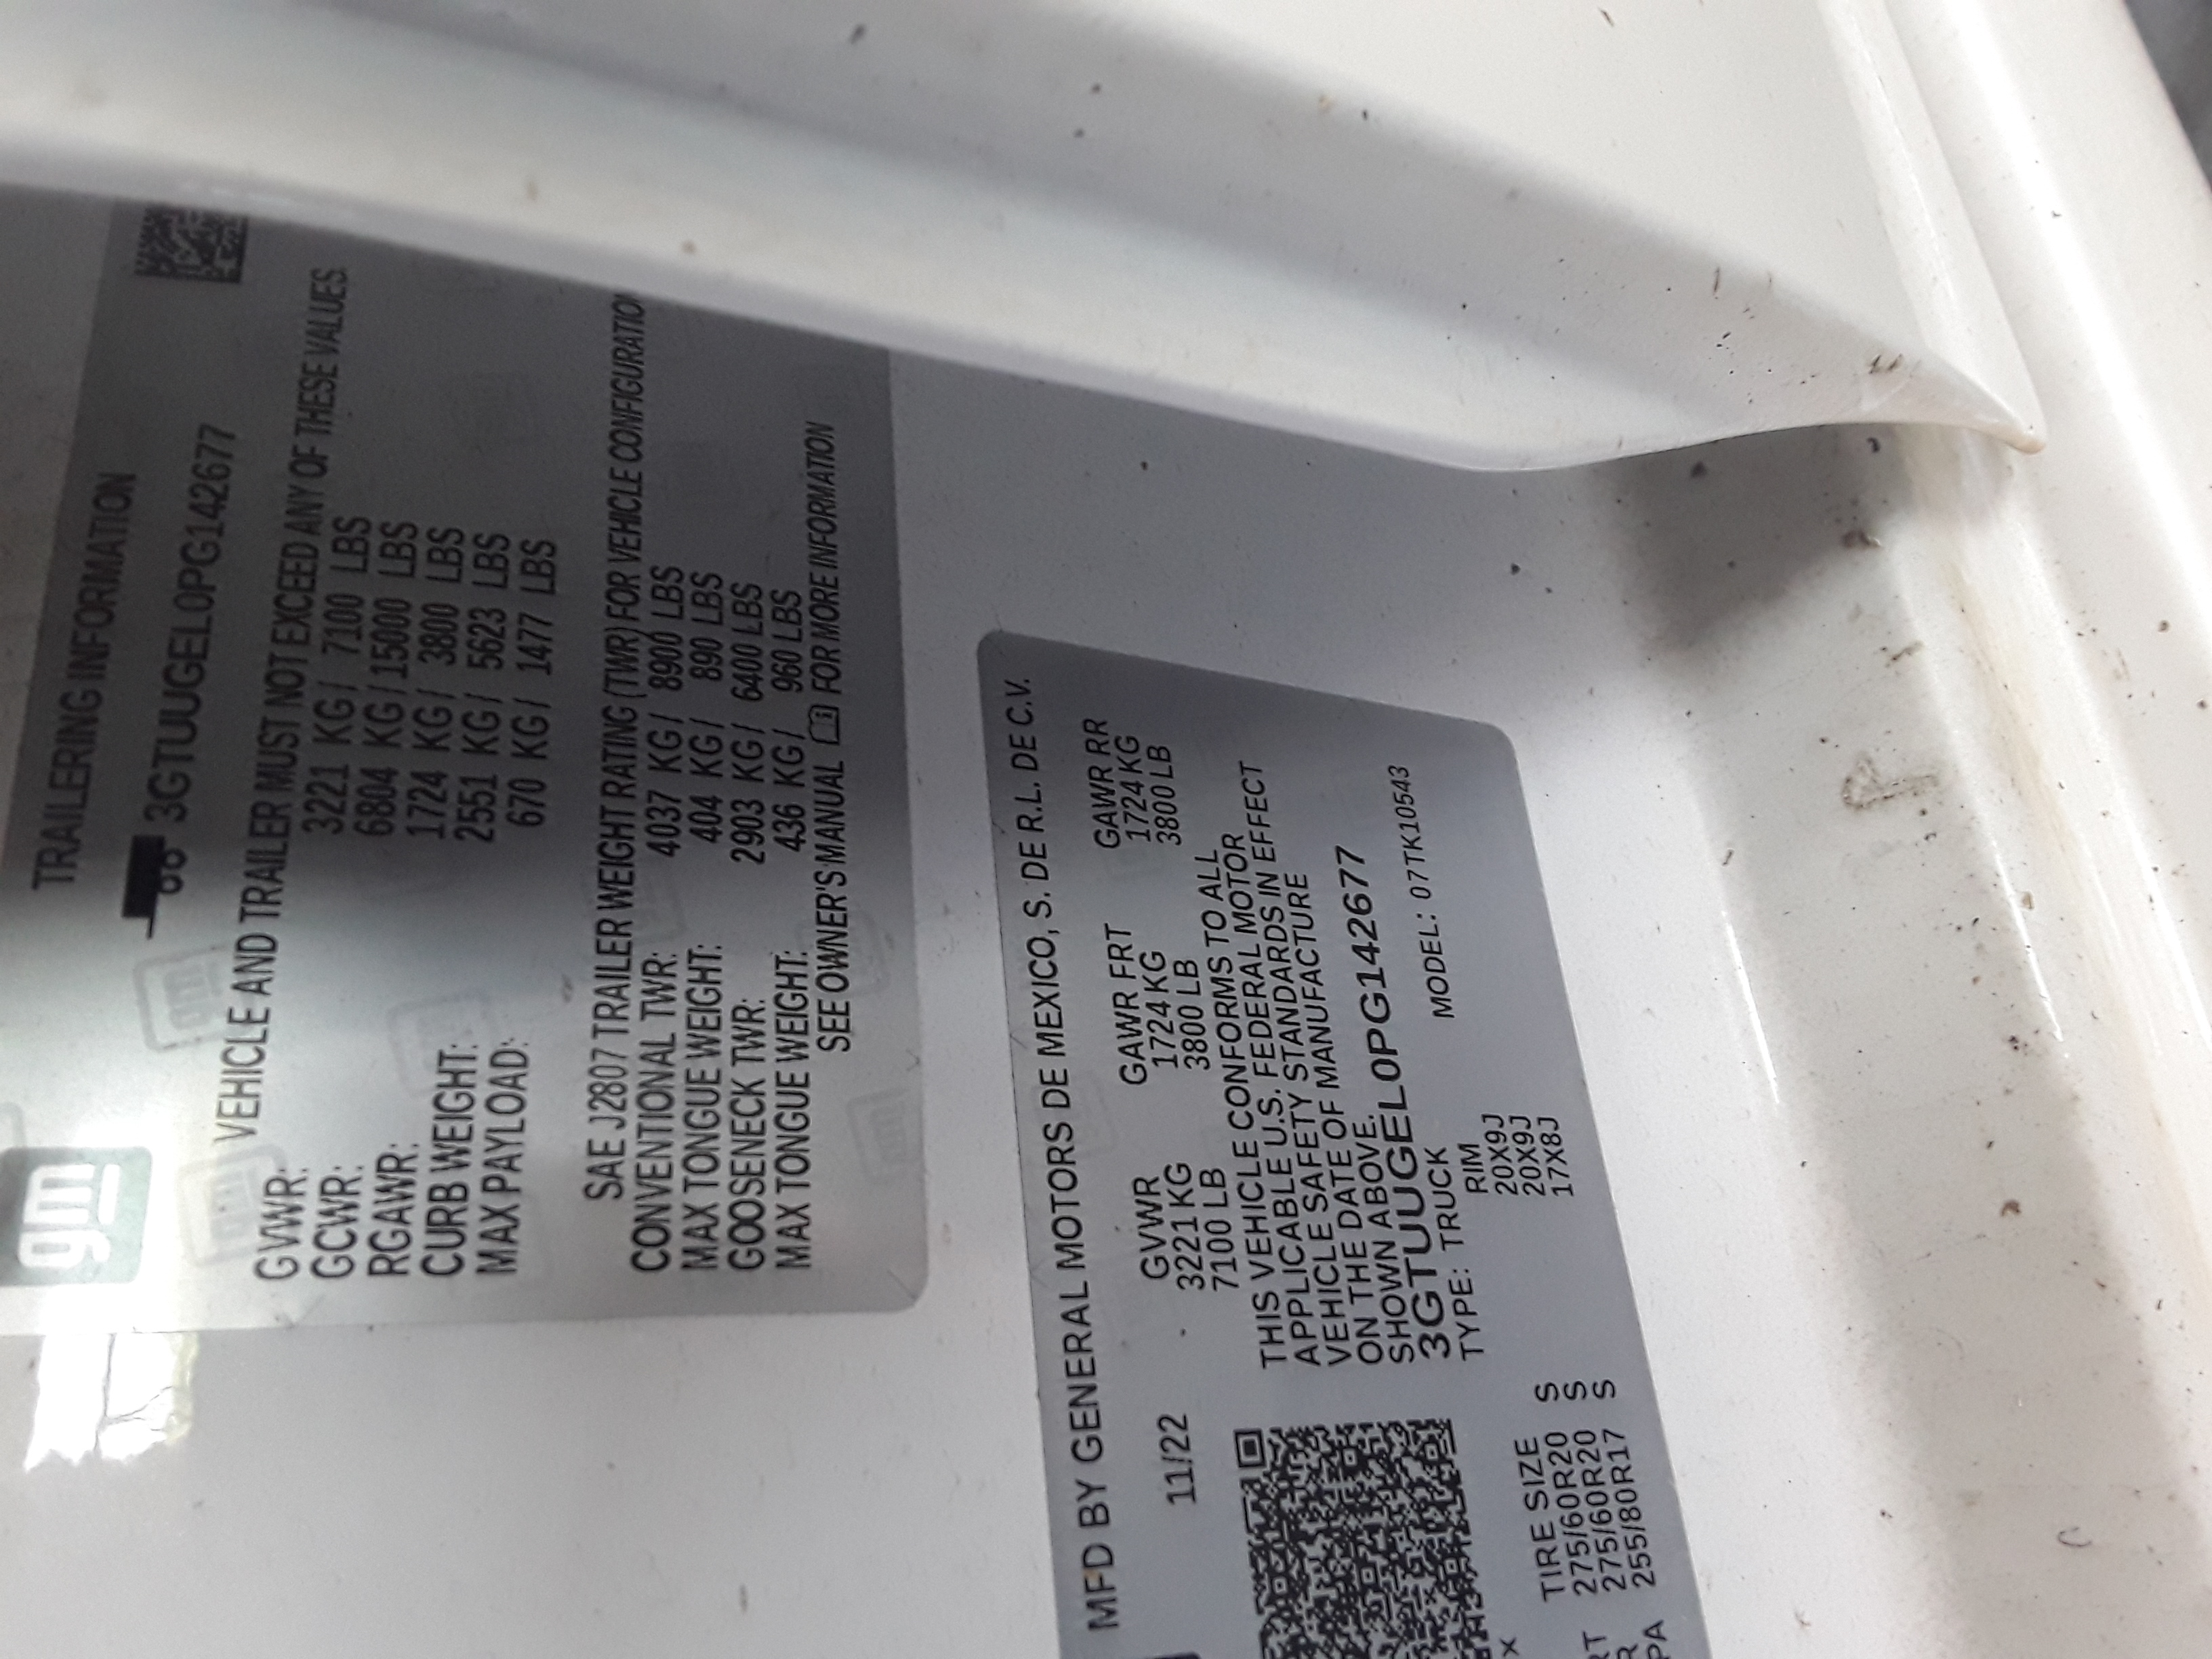 gm
TRAILERING INFORMATION
3GTUUGEL0PG142677
VEHICLE AND TRAILER MUST NOT EXCEED ANY OF THESE VALUES.
GVWR: 3221 KG/ 7100 LBS
GCWR: 6804 KG/15000 LBS
RGAWR: 1724 KG/ 3800 LBS
CURB WEIGHT: 2551 KG/ 5623 LBS
MAX PAYLOAD: 670 KG/ 1477 LBS
SAE J2807 TRAILER WEIGHT RATING (TWR) FOR VEHICLE CONFIGURATIO
CONVENTIONAL TWR: 4037 KG/ 8900 LBS
MAX TONGUE WEIGHT: 404 KG/ 890 LBS
GOOSENECK TWR: 2903 KG/ 6400 LBS
MAX TONGUE WEIGHT: 436 KG/ 960 LBS
SEE OWNER'S MANUAL FOR MORE INFORMATION
MFD BY GENERAL MOTORS DE MEXICO, S. DE R.L. DE C.V.
11/22 GVWR GAWR FRT GAWR RR
3221 KG 1724 KG 1724 KG
7100 LB 3800 LB 3800 LB
THIS VEHICLE CONFORMS TO ALL
APPLICABLE U.S. FEDERAL MOTOR
VEHICLE SAFETY STANDARDS IN EFFECT
ON THE DATE OF MANUFACTURE
SHOWN ABOVE.
3GTUUGEL0PG142677
TYPE: TRUCK MODEL: 07TK10543
TIRE SIZE RIM
275/60R20 S 20X9J
275/60R20 S 20X9J
255/80R17 S 17X8J